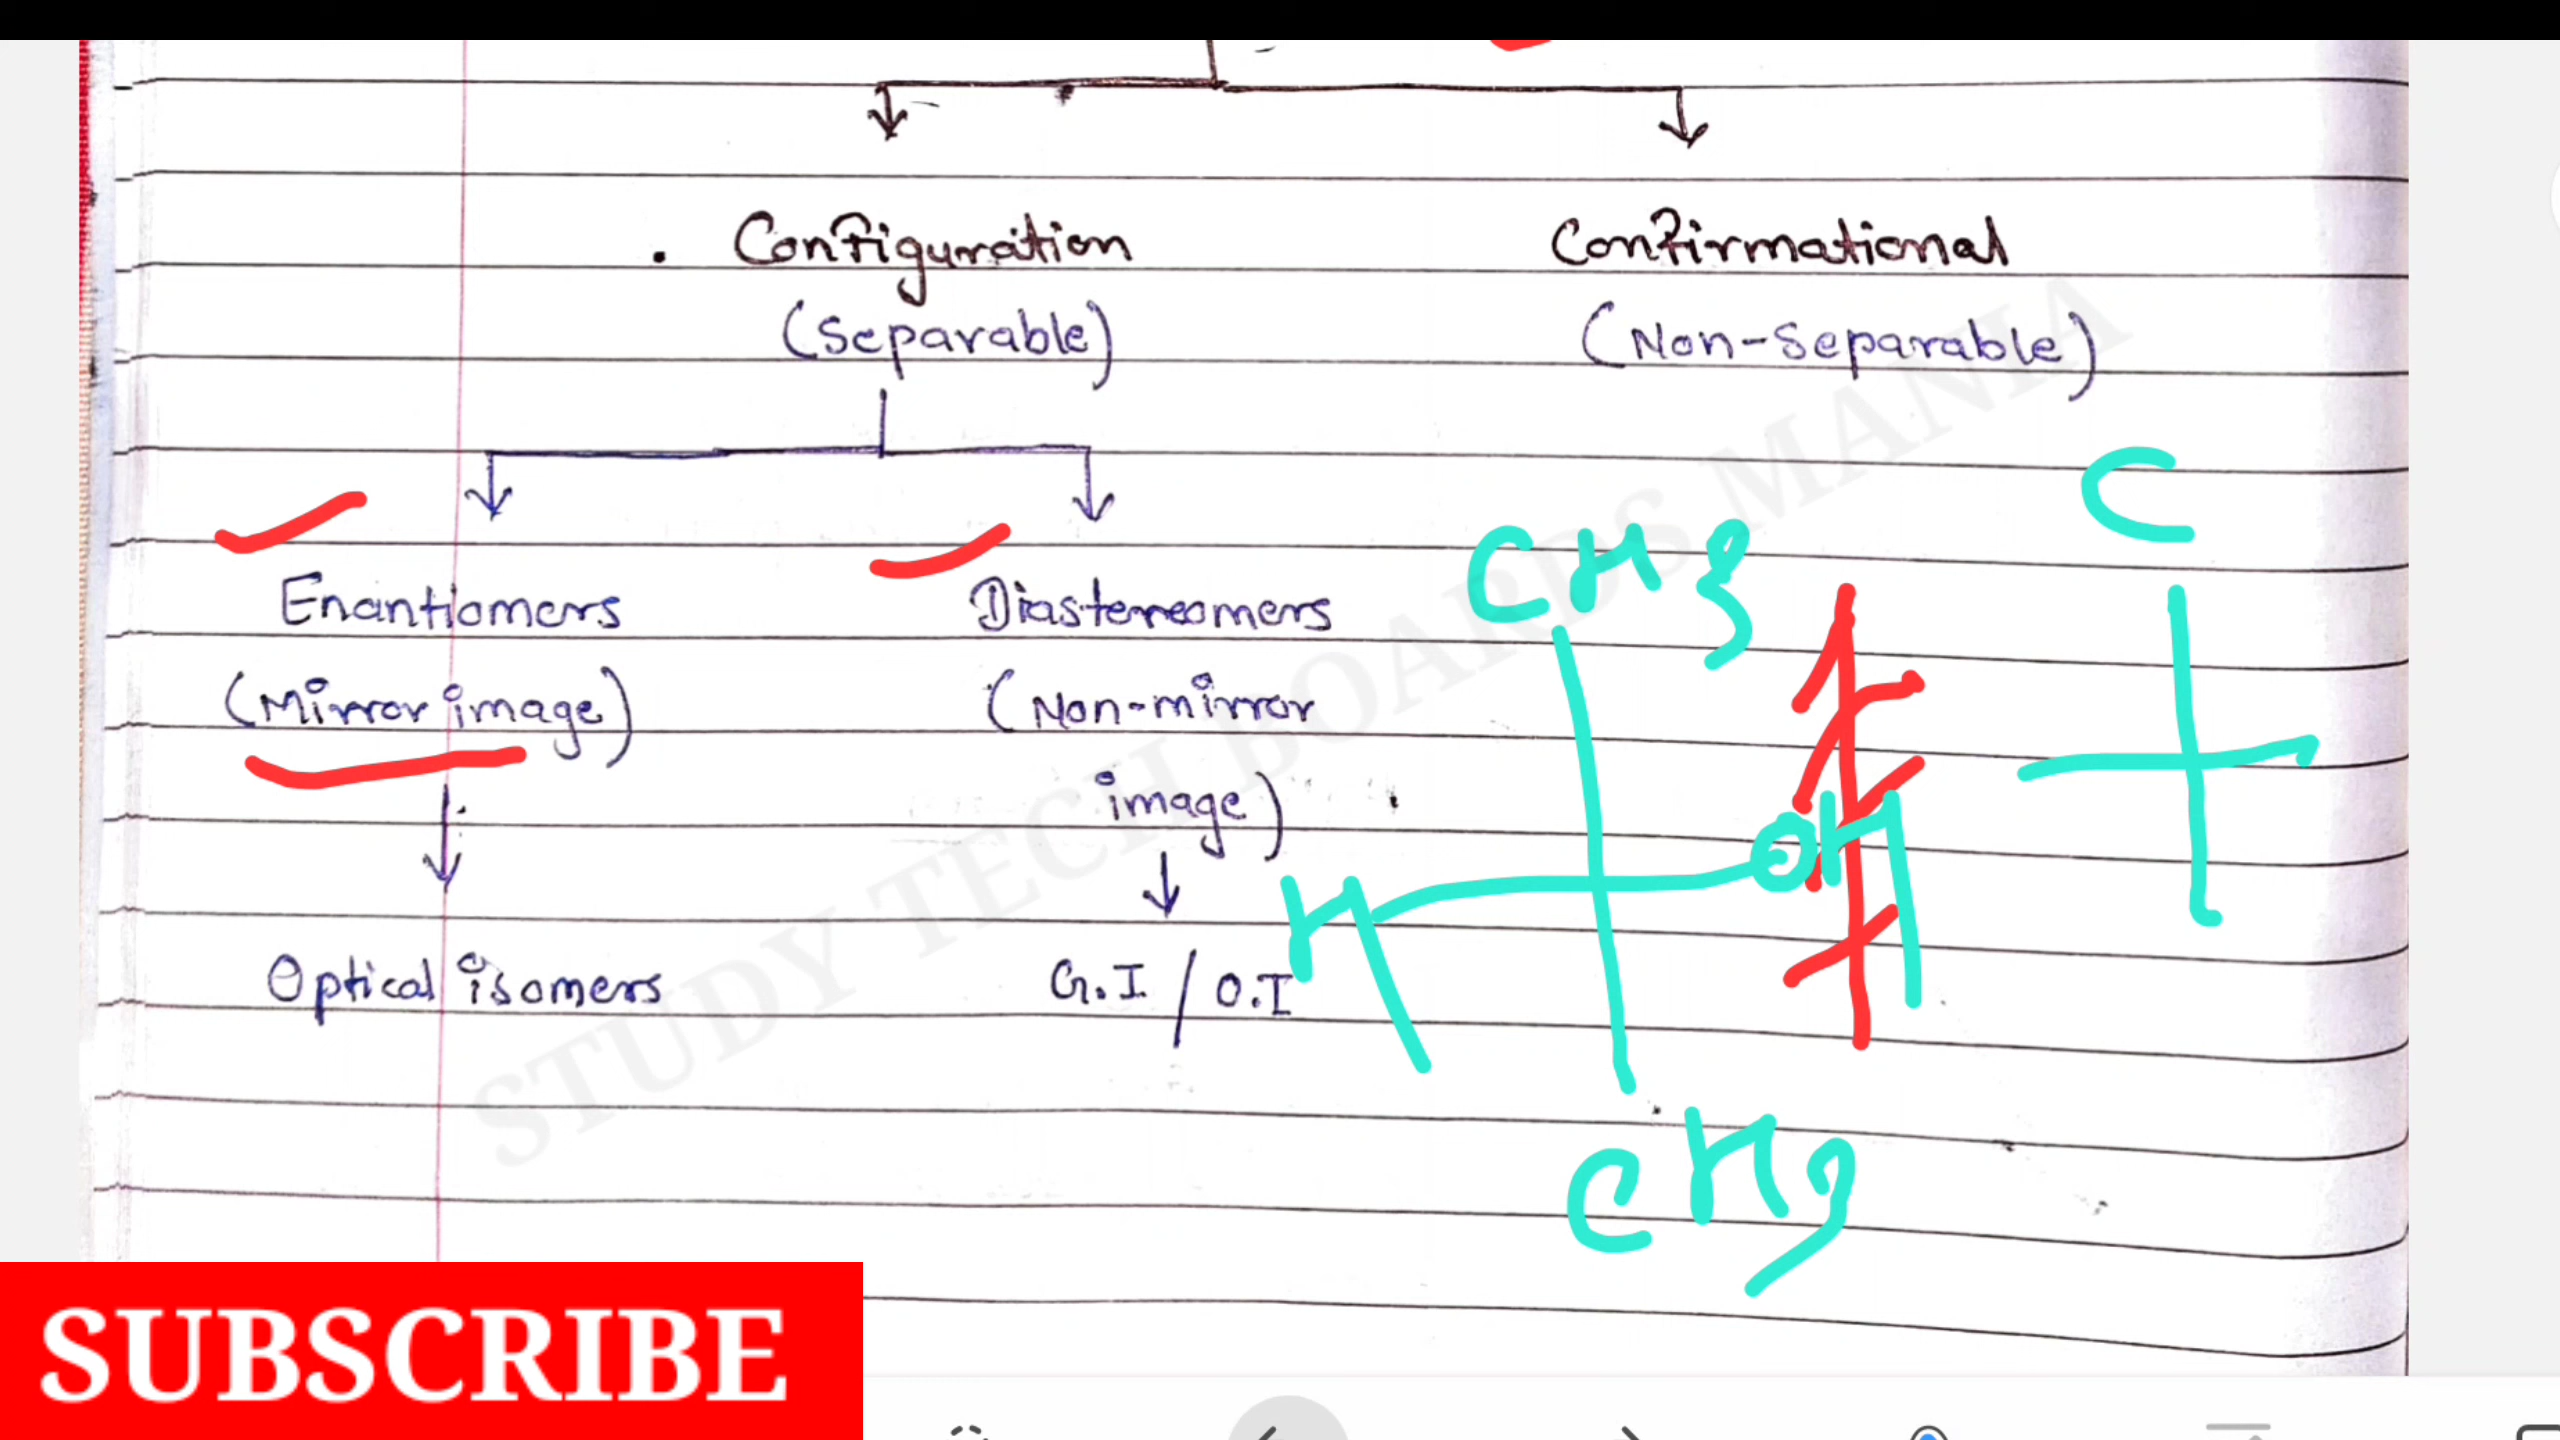 . Configuration Confirmational
(Separable) (Non-Separable)
Enantiomers Diastereomers
(Mirror image) (Non-mirror
image)
Optical isomers G.I / O.I
CH3
C
H OH
CH3
STUDY TECH BOARDS MANIA
SUBSCRIBE